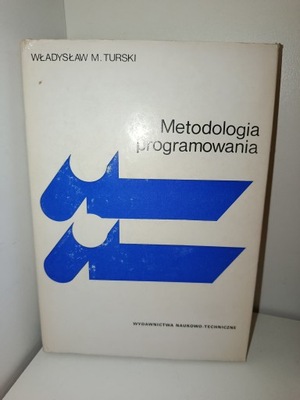 WŁADYSŁAW M. TURSKI
Metodologia
programowania
WYDAWNICTWA NAUKOWO-TECHNICZNE